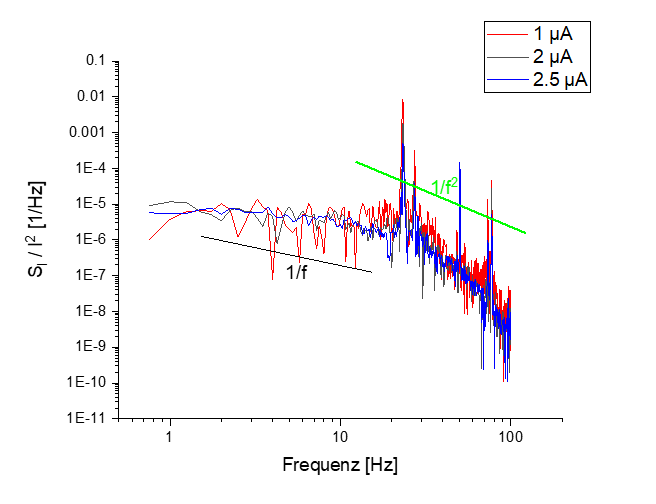 1 µA
2 µA
2.5 µA
0.1
0.01
0.001
1E-4
1E-5
1E-6
1E-7
1E-8
1E-9
1E-10
1E-11
S_I / I² [1/Hz]
1/f²
1/f
1
10
100
Frequenz [Hz]